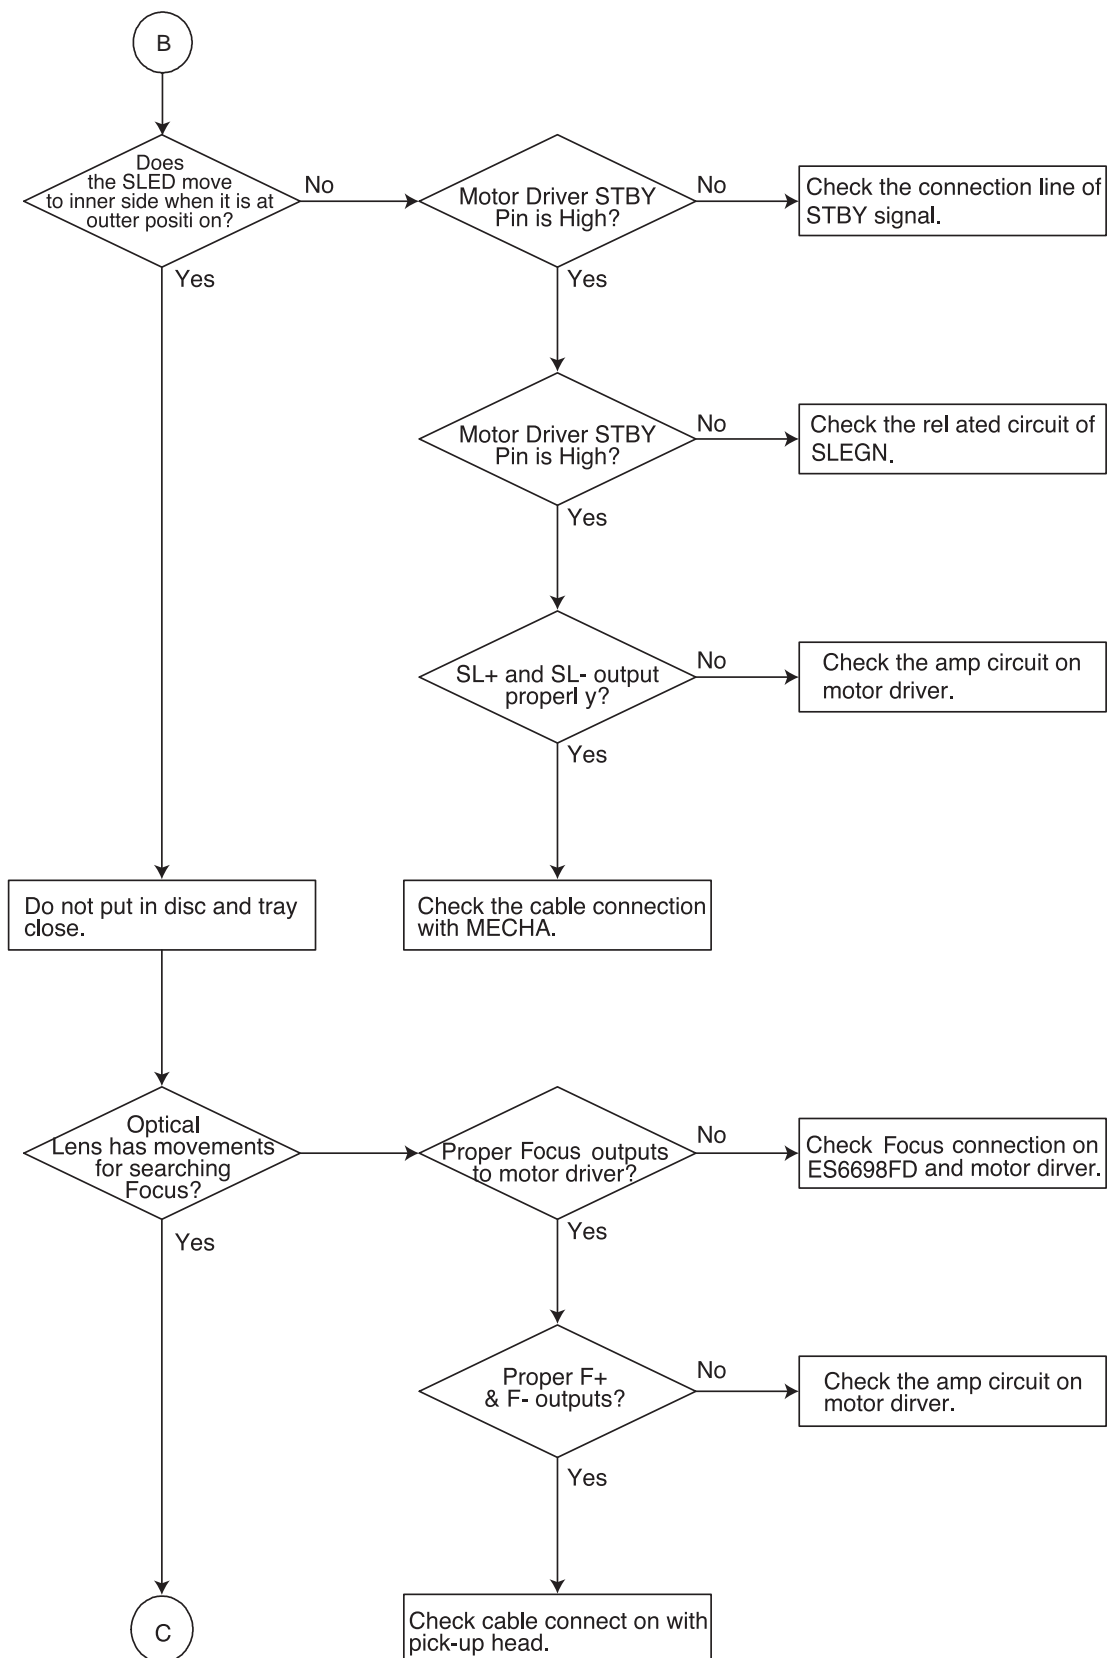 B
Does
the SLED move
to inner side when it is at
outter positi on?
No
Yes
Motor Driver STBY
Pin is High?
No
Yes
Check the connection line of
STBY signal.
Motor Driver STBY
Pin is High?
No
Yes
Check the rel ated circuit of
SLEGN.
SL+ and SL- output
properl y?
No
Yes
Check the amp circuit on
motor driver.
Do not put in disc and tray
close.
Check the cable connection
with MECHA.
Optical
Lens has movements
for searching
Focus?
Yes
Proper Focus outputs
to motor driver?
No
Yes
Check Focus connection on
ES6698FD and motor dirver.
Proper F+
& F- outputs?
No
Yes
Check the amp circuit on
motor dirver.
C
Check cable connect on with
pick-up head.